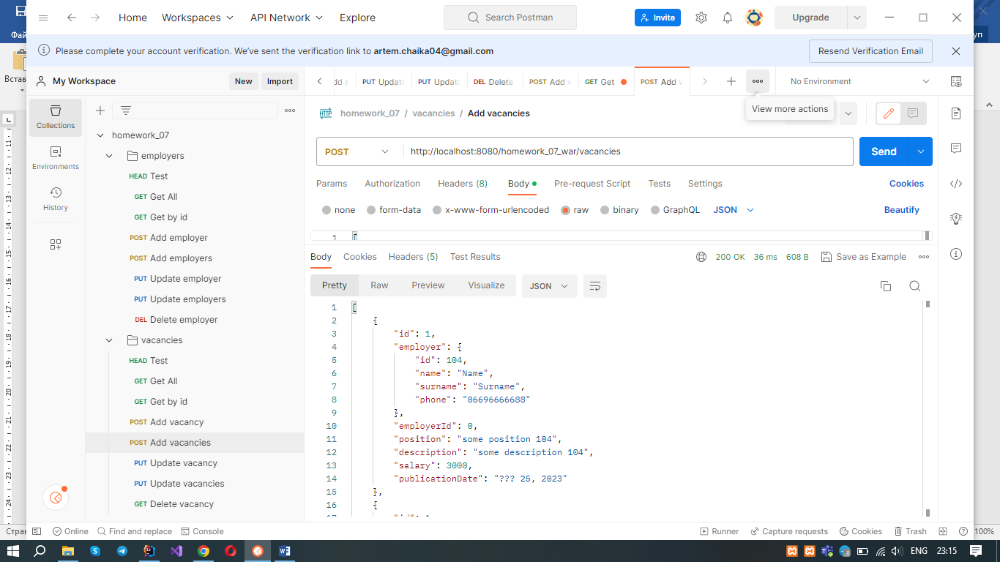 Фай
Встав
Home
Workspaces
API Network
Explore
Search Postman
Invite
Upgrade
уп
Please complete your account verification. We've sent the verification link to artem.chaika04@gmail.com
Resend Verification Email
My Workspace
New
Import
PUT Update
PUT Update
DEL Delete
POST Add v
GET Get
POST Add v
No Environment
View more actions
Collections
Environments
History
homework_07
employers
HEAD Test
GET Get All
GET Get by id
POST Add employer
POST Add employers
PUT Update employer
PUT Update employers
DEL Delete employer
vacancies
HEAD Test
GET Get All
GET Get by id
POST Add vacancy
POST Add vacancies
PUT Update vacancy
PUT Update vacancies
GET Delete vacancy
HTTP homework_07 / vacancies / Add vacancies
POST http://localhost:8080/homework_07_war/vacancies Send
Params Authorization Headers (8) Body Pre-request Script Tests Settings Cookies
none form-data x-www-form-urlencoded raw binary GraphQL JSON Beautify
1 [
Body Cookies Headers (5) Test Results 200 OK 36 ms 608 B Save as Example
Pretty Raw Preview Visualize JSON
1 [
2 {
3 "id": 1,
4 "employer": {
5 "id": 104,
6 "name": "Name",
7 "surname": "Surname",
8 "phone": "06696666688"
9 },
10 "employerId": 0,
11 "position": "some position 104",
12 "description": "some description 104",
13 "salary": 3000,
14 "publicationDate": "??? 25, 2023"
15 },
16 {
Стран
Online Find and replace Console Runner Capture requests Cookies Trash 100%
ENG 23:15